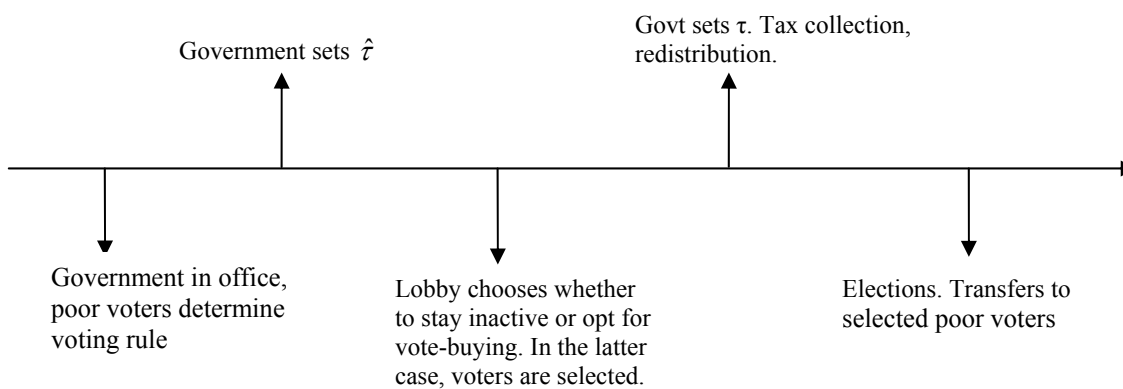 Government sets τ̂
Govt sets τ. Tax collection,
redistribution.
Government in office,
poor voters determine
voting rule
Lobby chooses whether
to stay inactive or opt for
vote-buying. In the latter
case, voters are selected.
Elections. Transfers to
selected poor voters